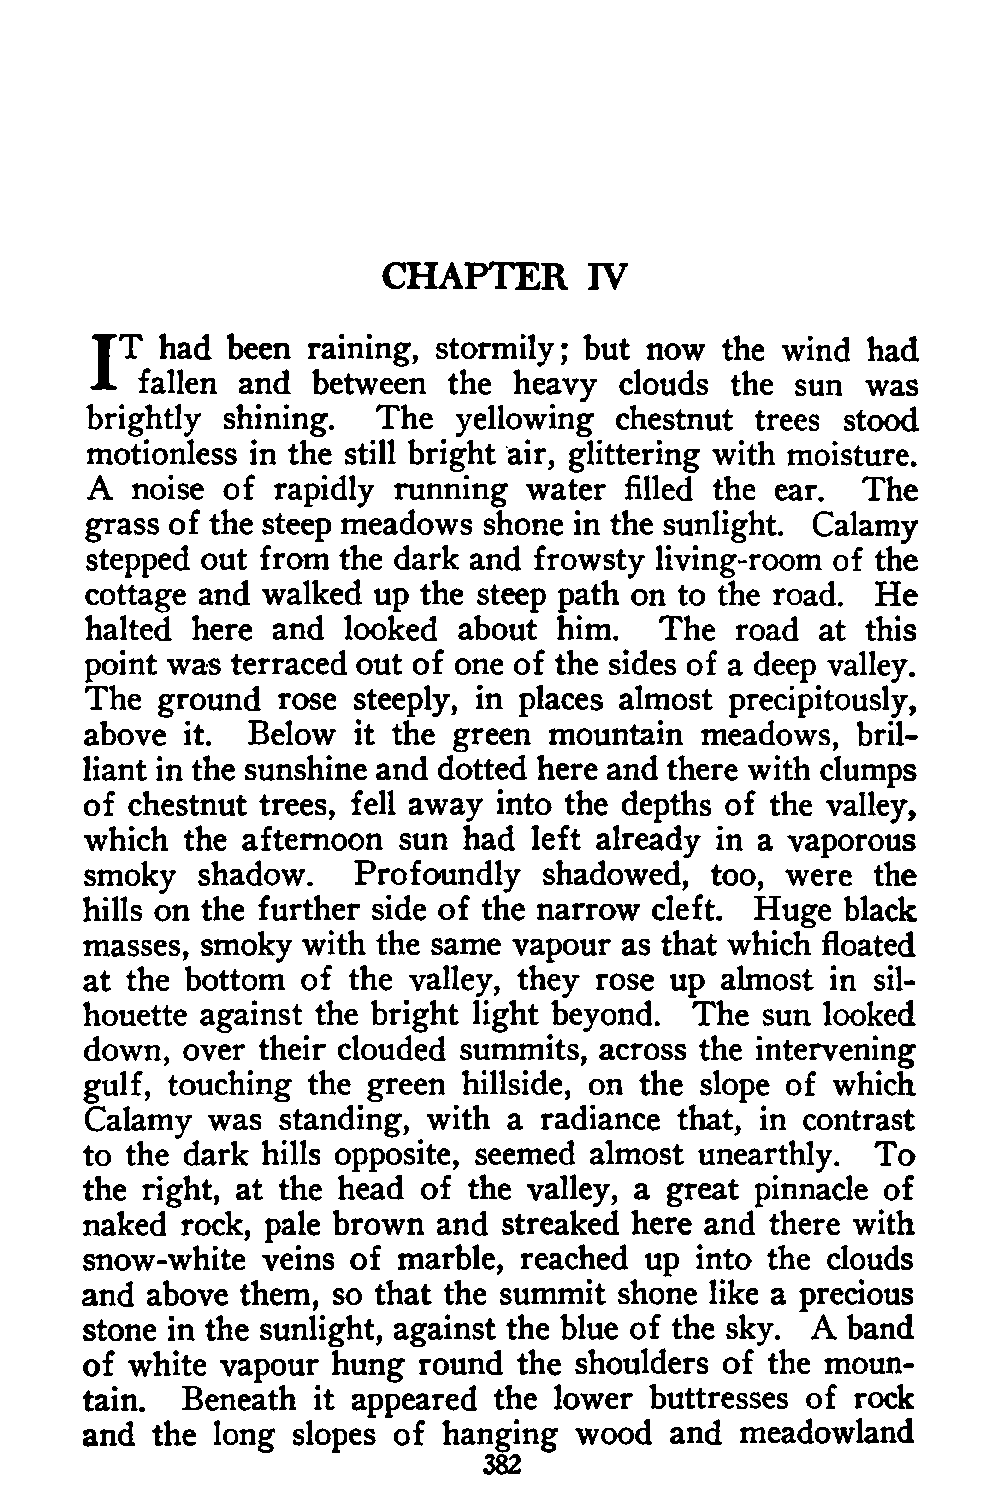 CHAPTER IV
IT had been raining, stormily; but now the wind had
fallen and between the heavy clouds the sun was
brightly shining. The yellowing chestnut trees stood
motionless in the still bright air, glittering with moisture.
A noise of rapidly running water filled the ear. The
grass of the steep meadows shone in the sunlight. Calamy
stepped out from the dark and frowsty living-room of the
cottage and walked up the steep path on to the road. He
halted here and looked about him. The road at this
point was terraced out of one of the sides of a deep valley.
The ground rose steeply, in places almost precipitously,
above it. Below it the green mountain meadows, bril-
liant in the sunshine and dotted here and there with clumps
of chestnut trees, fell away into the depths of the valley,
which the afternoon sun had left already in a vaporous
smoky shadow. Profoundly shadowed, too, were the
hills on the further side of the narrow cleft. Huge black
masses, smoky with the same vapour as that which floated
at the bottom of the valley, they rose up almost in sil-
houette against the bright light beyond. The sun looked
down, over their clouded summits, across the intervening
gulf, touching the green hillside, on the slope of which
Calamy was standing, with a radiance that, in contrast
to the dark hills opposite, seemed almost unearthly. To
the right, at the head of the valley, a great pinnacle of
naked rock, pale brown and streaked here and there with
snow-white veins of marble, reached up into the clouds
and above them, so that the summit shone like a precious
stone in the sunlight, against the blue of the sky. A band
of white vapour hung round the shoulders of the moun-
tain. Beneath it appeared the lower buttresses of rock
and the long slopes of hanging wood and meadowland
382